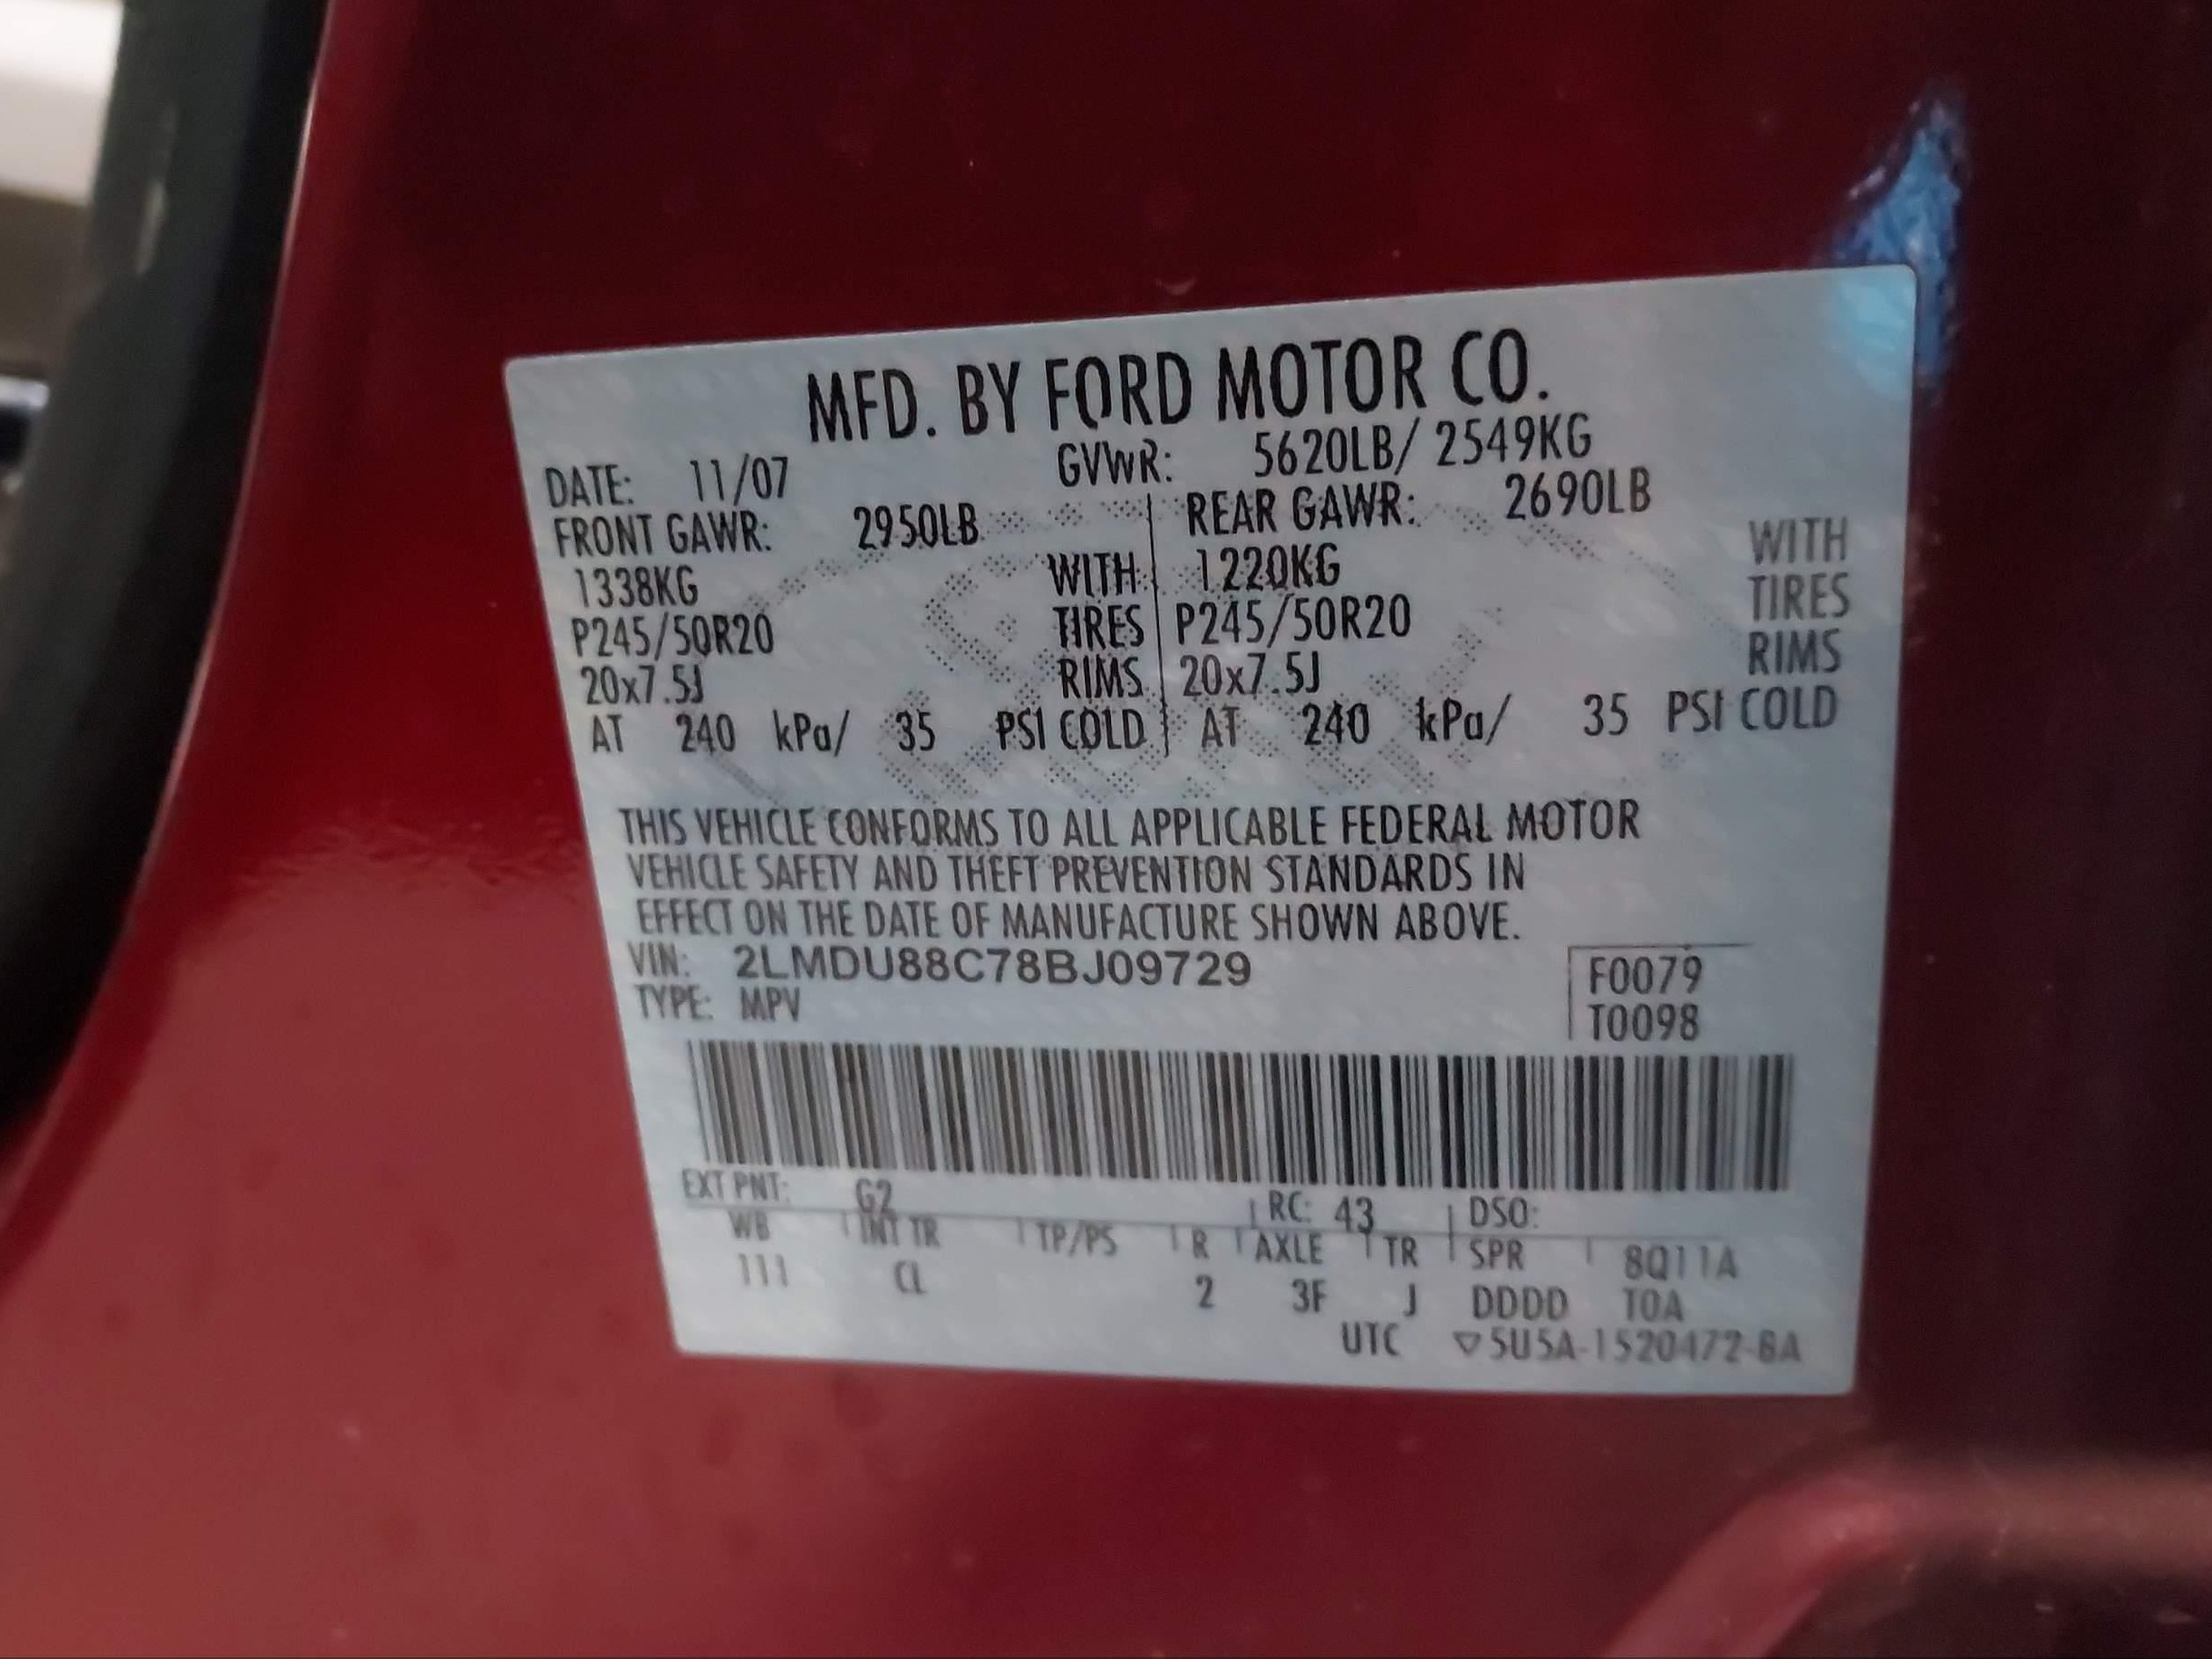 MFD. BY FORD MOTOR CO.
DATE: 11/07 GVWR: 5620LB/ 2549KG
FRONT GAWR: 2950LB REAR GAWR: 2690LB
1338KG WITH 1220KG WITH
P245/50R20 TIRES P245/50R20 TIRES
20x7.5J RIMS 20x7.5J RIMS
AT 240 kPa/ 35 PSI COLD AT 240 kPa/ 35 PSI COLD
THIS VEHICLE CONFORMS TO ALL APPLICABLE FEDERAL MOTOR
VEHICLE SAFETY AND THEFT PREVENTION STANDARDS IN
EFFECT ON THE DATE OF MANUFACTURE SHOWN ABOVE.
VIN: 2LMDU88C78BJ09729 F0079
TYPE: MPV T0098
EXT PNT: G2 RC: 43 DSO:
WB INT TR TP/PS R AXLE TR SPR 8Q11A
111 CL 2 3F J DDDD T0A
UTC ▽5U5A-1520472-BA